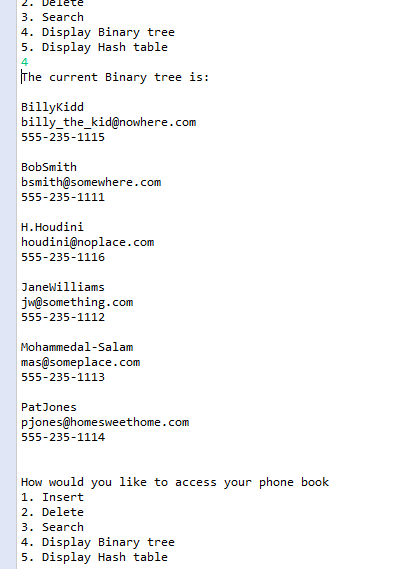 2. Delete
3. Search
4. Display Binary tree
5. Display Hash table
4
The current Binary tree is:
BillyKidd
billy_the_kid@nowhere.com
555-235-1115
BobSmith
bsmith@somewhere.com
555-235-1111
H.Houdini
houdini@noplace.com
555-235-1116
JaneWilliams
jw@something.com
555-235-1112
Mohammedal-Salam
mas@someplace.com
555-235-1113
PatJones
pjones@homesweethome.com
555-235-1114
How would you like to access your phone book
1. Insert
2. Delete
3. Search
4. Display Binary tree
5. Display Hash table